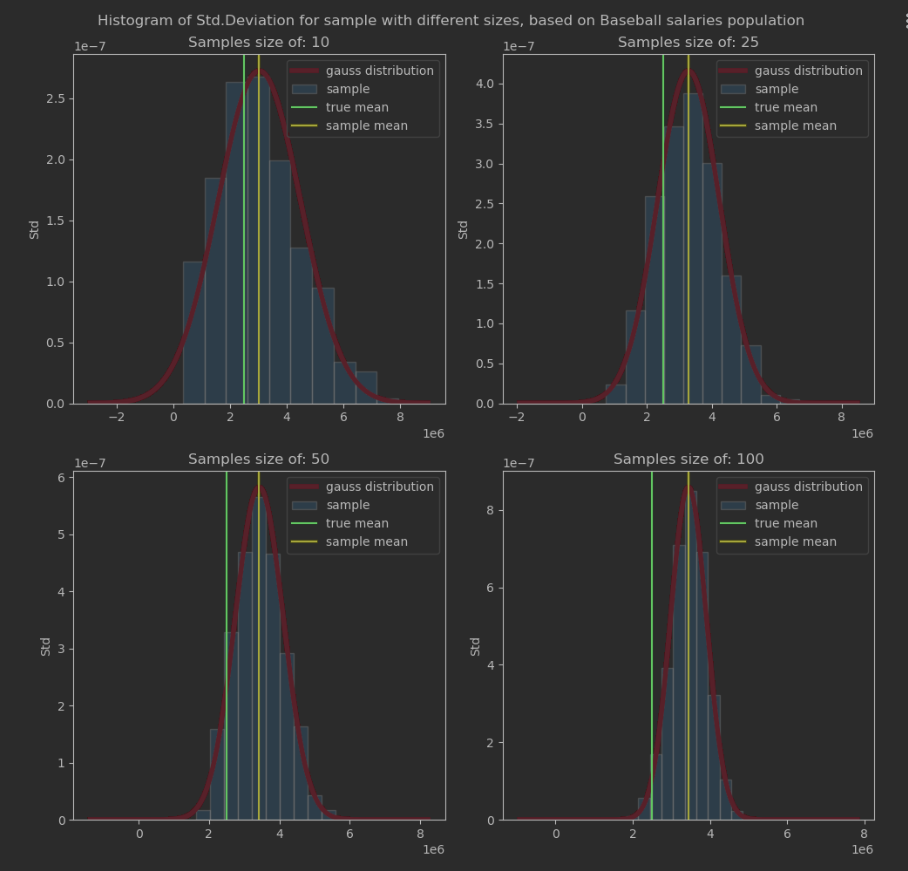 Histogram of Std.Deviation for sample with different sizes, based on Baseball salaries population
Samples size of: 10
1e−7
gauss distribution
sample
true mean
sample mean
2.5
2.0
1.5
1.0
0.5
0.0
Std
−2 0 2 4 6 8
1e6
Samples size of: 25
1e−7
gauss distribution
sample
true mean
sample mean
4.0
3.5
3.0
2.5
2.0
1.5
1.0
0.5
0.0
Std
−2 0 2 4 6 8
1e6
Samples size of: 50
1e−7
gauss distribution
sample
true mean
sample mean
6
5
4
3
2
1
0
Std
0 2 4 6 8
1e6
Samples size of: 100
1e−7
gauss distribution
sample
true mean
sample mean
8
6
4
2
0
Std
0 2 4 6 8
1e6